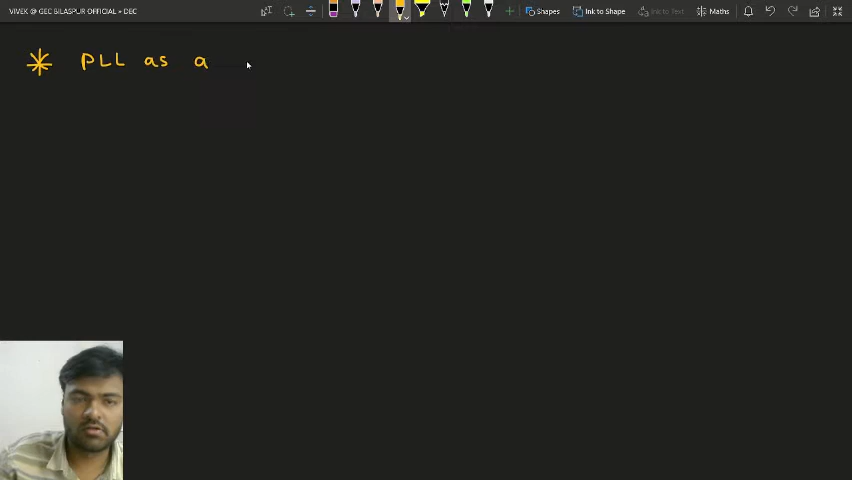 VIVEK @ GEC BILASPUR OFFICIAL » DEC
Shapes
Ink to Shape
Ink to Text
Maths
* PLL as a